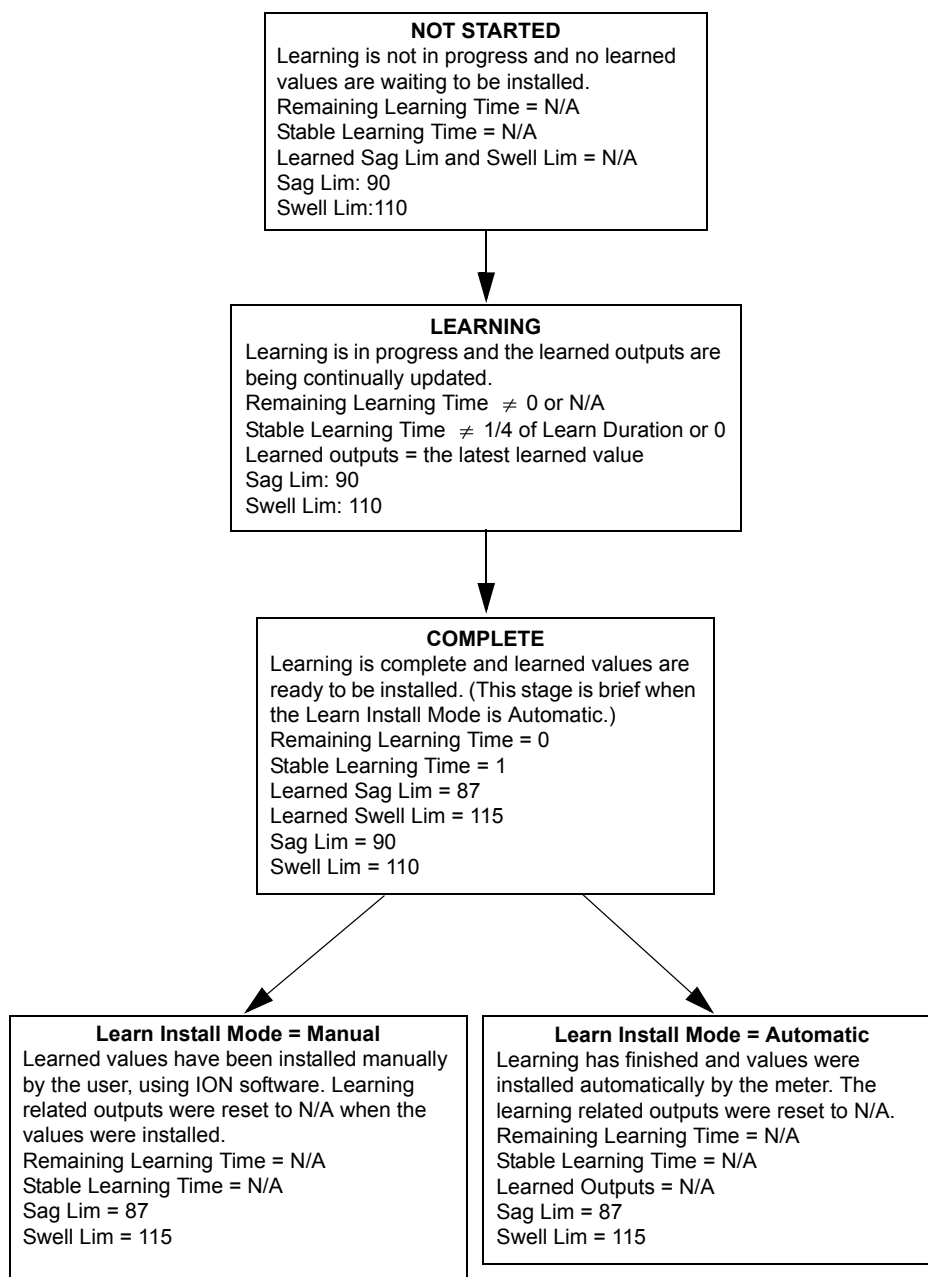 NOT STARTED
Learning is not in progress and no learned
values are waiting to be installed.
Remaining Learning Time = N/A
Stable Learning Time = N/A
Learned Sag Lim and Swell Lim = N/A
Sag Lim: 90
Swell Lim:110
LEARNING
Learning is in progress and the learned outputs are
being continually updated.
Remaining Learning Time ≠ 0 or N/A
Stable Learning Time ≠ 1/4 of Learn Duration or 0
Learned outputs = the latest learned value
Sag Lim: 90
Swell Lim: 110
COMPLETE
Learning is complete and learned values are
ready to be installed. (This stage is brief when
the Learn Install Mode is Automatic.)
Remaining Learning Time = 0
Stable Learning Time = 1
Learned Sag Lim = 87
Learned Swell Lim = 115
Sag Lim = 90
Swell Lim = 110
Learn Install Mode = Manual
Learned values have been installed manually
by the user, using ION software. Learning
related outputs were reset to N/A when the
values were installed.
Remaining Learning Time = N/A
Stable Learning Time = N/A
Sag Lim = 87
Swell Lim = 115
Learn Install Mode = Automatic
Learning has finished and values were
installed automatically by the meter. The
learning related outputs were reset to N/A.
Remaining Learning Time = N/A
Stable Learning Time = N/A
Learned Outputs = N/A
Sag Lim = 87
Swell Lim = 115